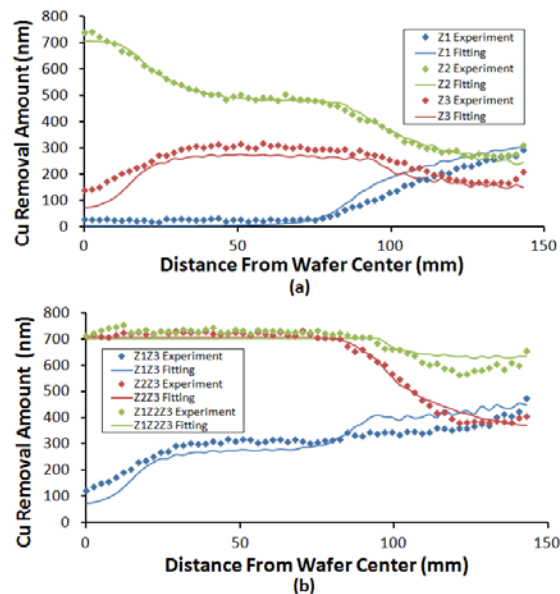 800
700
600
500
400
300
200
100
0
Cu Removal Amount (nm)
Z1 Experiment
Z1 Fitting
Z2 Experiment
Z2 Fitting
Z3 Experiment
Z3 Fitting
0 50 100 150
Distance From Wafer Center (mm)
(a)
800
700
600
500
400
300
200
100
0
Cu Removal Amount (nm)
Z1Z3 Experiment
Z1Z3 Fitting
Z2Z3 Experiment
Z2Z3 Fitting
Z1Z2Z3 Experiment
Z1Z2Z3 Fitting
0 50 100 150
Distance From Wafer Center (mm)
(b)